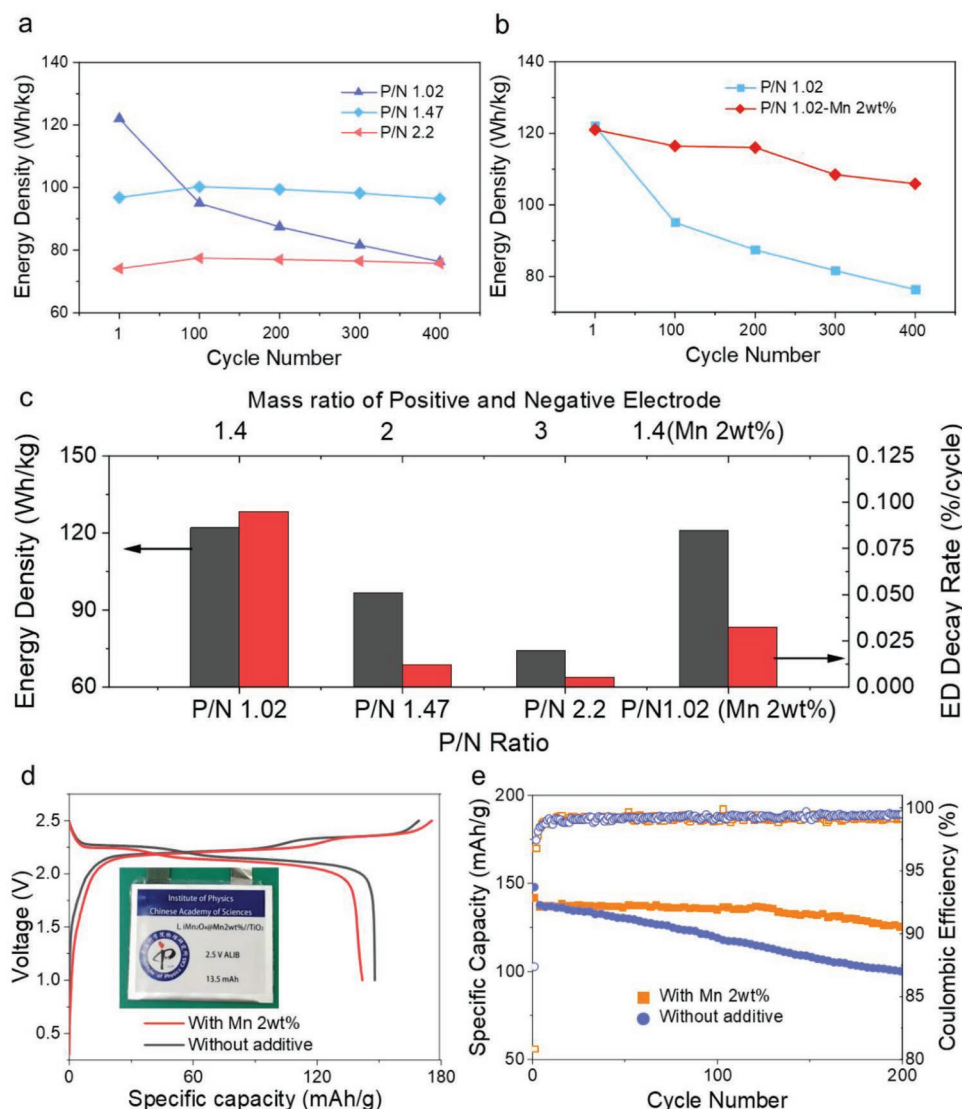 a
140
120
100
80
60
Energy Density (Wh/kg)
P/N 1.02
P/N 1.47
P/N 2.2
1 100 200 300 400
Cycle Number
b
140
120
100
80
Energy Density (Wh/kg)
P/N 1.02
P/N 1.02-Mn 2wt%
1 100 200 300 400
Cycle Number
c
Mass ratio of Positive and Negative Electrode
1.4 2 3 1.4(Mn 2wt%)
150
120
90
60
Energy Density (Wh/kg)
0.125
0.100
0.075
0.050
0.025
0.000
ED Decay Rate (%/cycle)
P/N 1.02 P/N 1.47 P/N 2.2 P/N1.02 (Mn 2wt%)
P/N Ratio
d
2.5
2.0
1.5
1.0
0.5
Voltage (V)
Institute of Physics
Chinese Academy of Sciences
L iMn₂O₄@Mn2wt%//TiO₂
2.5 V ALIB
13.5 mAh
With Mn 2wt%
Without additive
0 60 120 180
Specific capacity (mAh/g)
e
200
150
100
50
Specific Capacity (mAh/g)
100
95
90
85
80
Coulombic Efficiency (%)
With Mn 2wt%
Without additive
0 100 200
Cycle Number